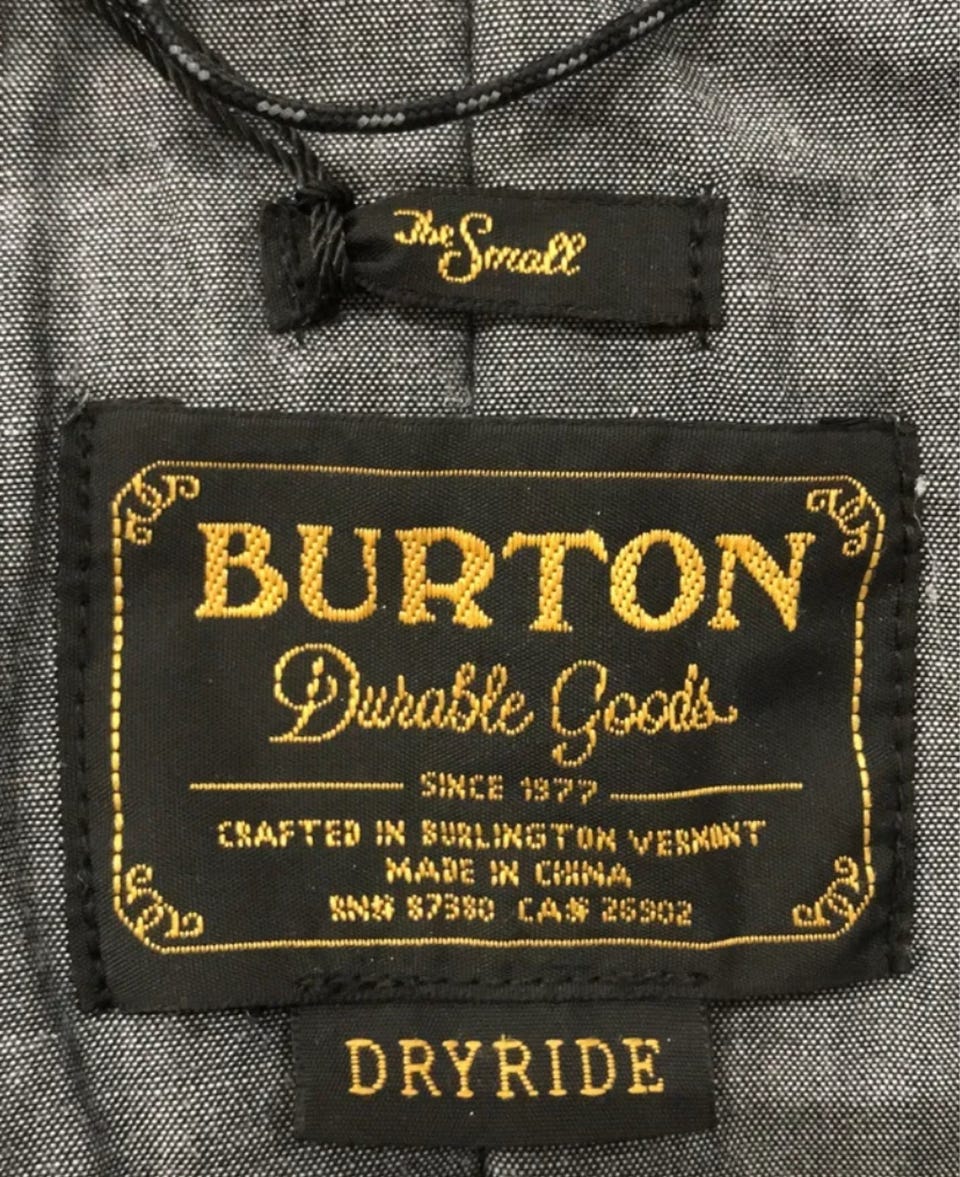 The Small
BURTON
Durable Goods
SINCE 1977
CRAFTED IN BURLINGTON VERMONT
MADE IN CHINA
RN# 87380 CA# 26902
DRYRIDE